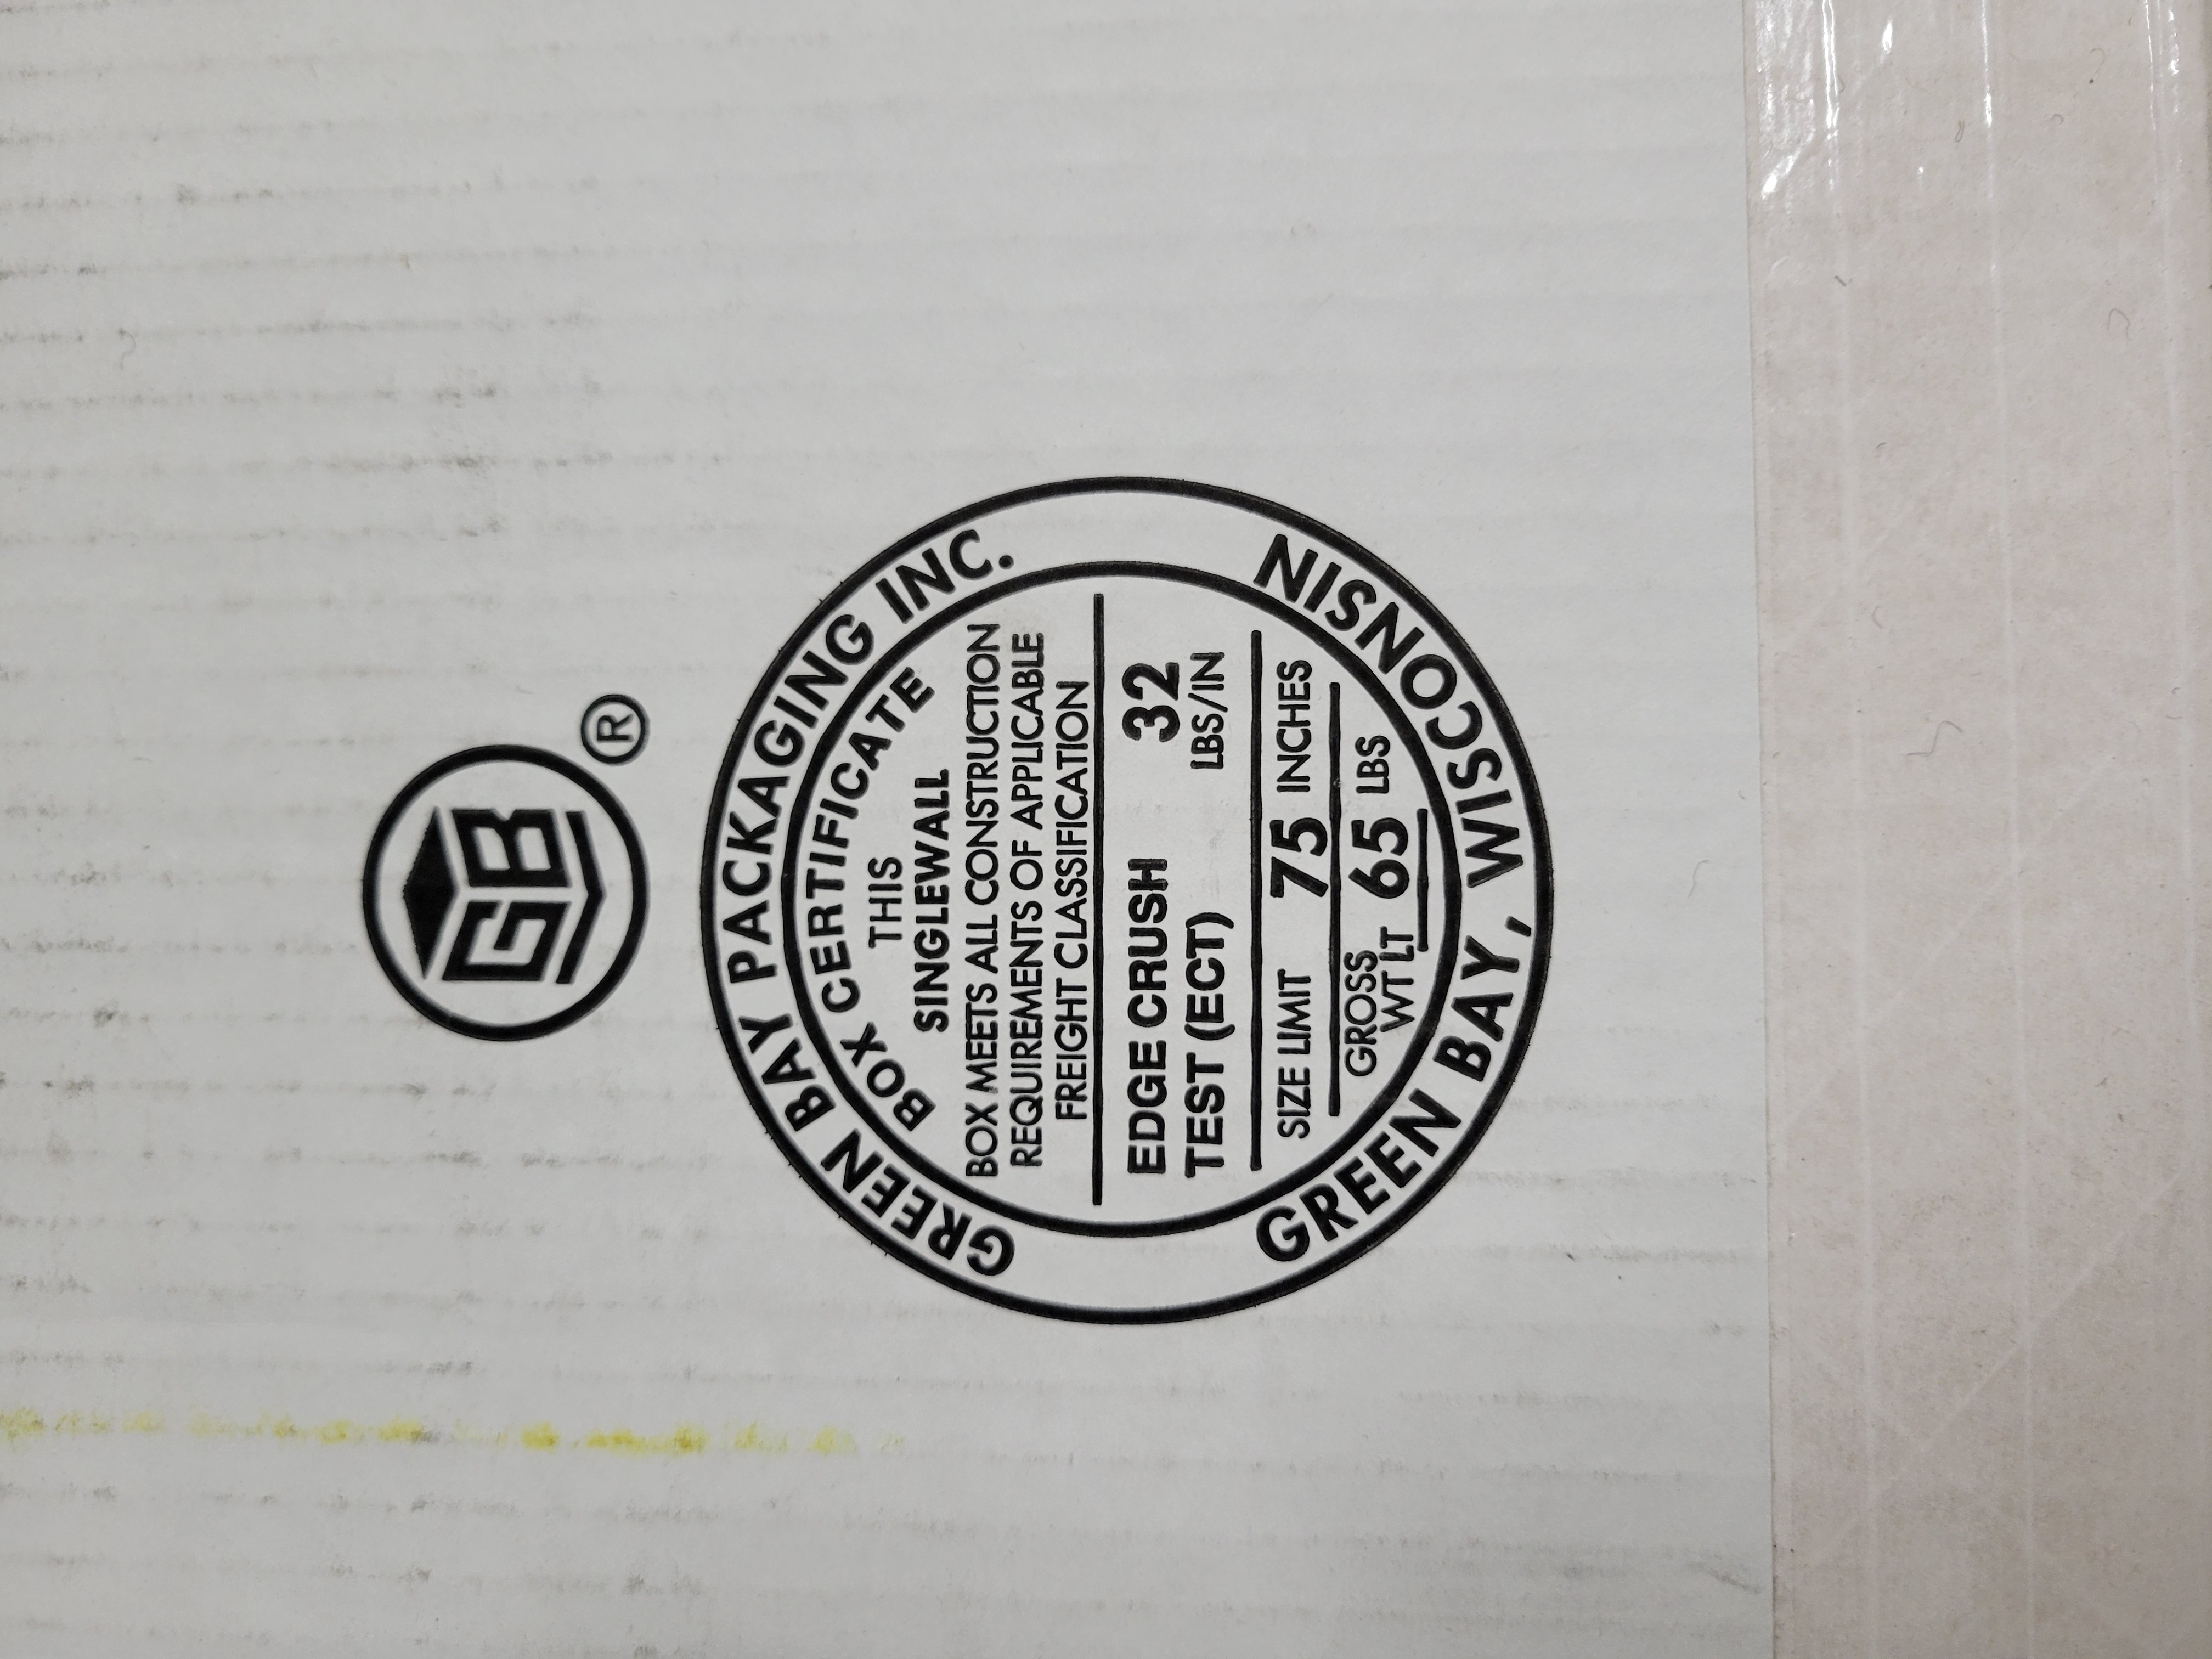 GB
®
GREEN BAY PACKAGING INC.
BOX CERTIFICATE
THIS
SINGLEWALL
BOX MEETS ALL CONSTRUCTION
REQUIREMENTS OF APPLICABLE
FREIGHT CLASSIFICATION
EDGE CRUSH 32
TEST (ECT) LBS/IN
SIZE LIMIT 75 INCHES
GROSS
WT LT 65 LBS
GREEN BAY, WISCONSIN